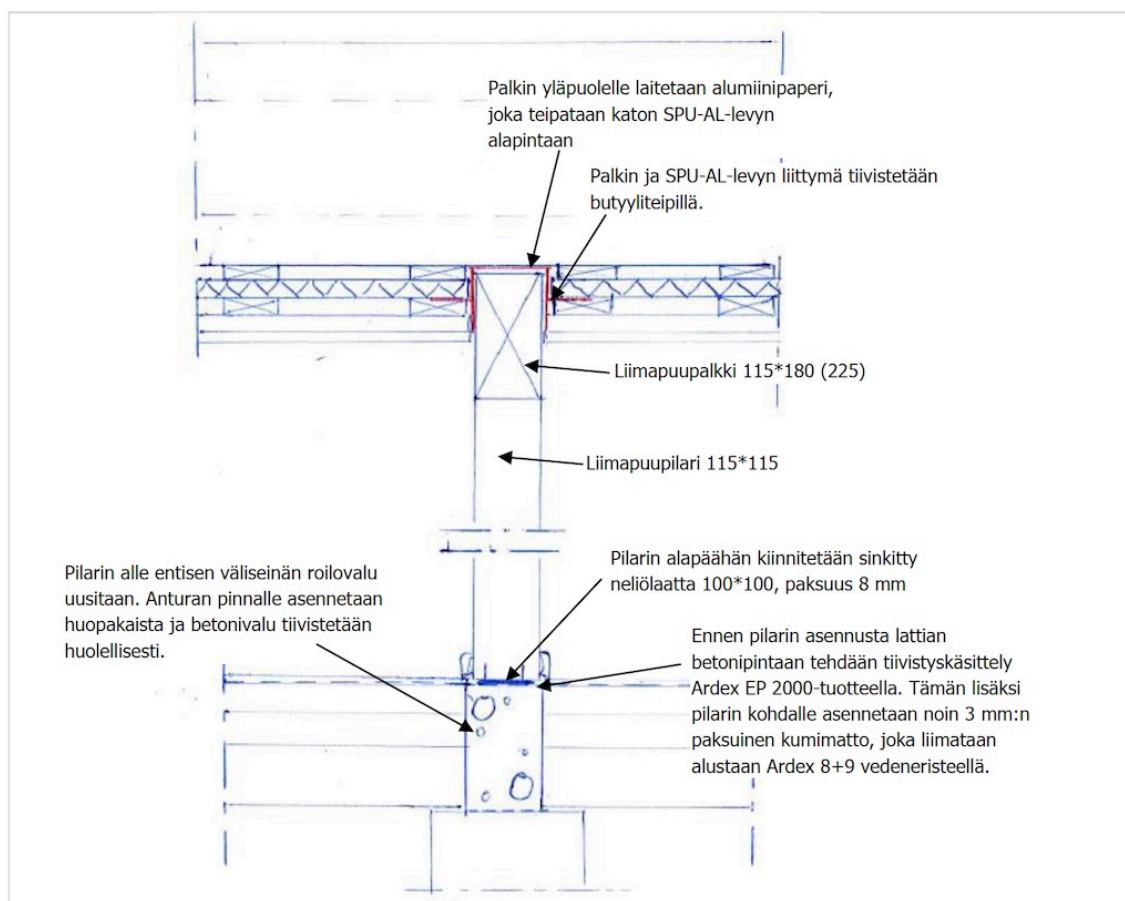 Palkin yläpuolelle laitetaan alumiinipaperi,
joka teipataan katon SPU-AL-levyn
alapintaan
Palkin ja SPU-AL-levyn liittymä tiivistetään
butyyliteipillä.
Liimapuupalkki 115*180 (225)
Liimapuupilari 115*115
Pilarin alapäähän kiinnitetään sinkitty
neliölaatta 100*100, paksuus 8 mm
Pilarin alle entisen väliseinän roilovalu
uusitaan. Anturan pinnalle asennetaan
huopakaista ja betonivalu tiivistetään
huolellisesti.
Ennen pilarin asennusta lattian
betonipintaan tehdään tiivistyskäsittely
Ardex EP 2000-tuotteella. Tämän lisäksi
pilarin kohdalle asennetaan noin 3 mm:n
paksuinen kumimatto, joka liimataan
alustaan Ardex 8+9 vedeneristeellä.